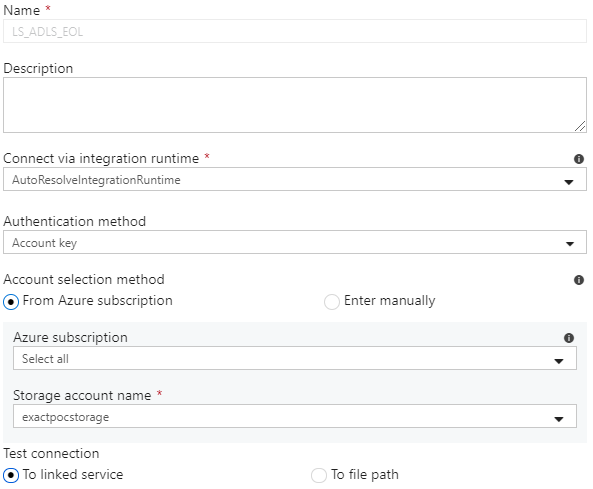 Name *
LS_ADLS_EOL
Description
Connect via integration runtime *
AutoResolveIntegrationRuntime
Authentication method
Account key
Account selection method
From Azure subscription Enter manually
Azure subscription
Select all
Storage account name *
exactpocstorage
Test connection
To linked service To file path